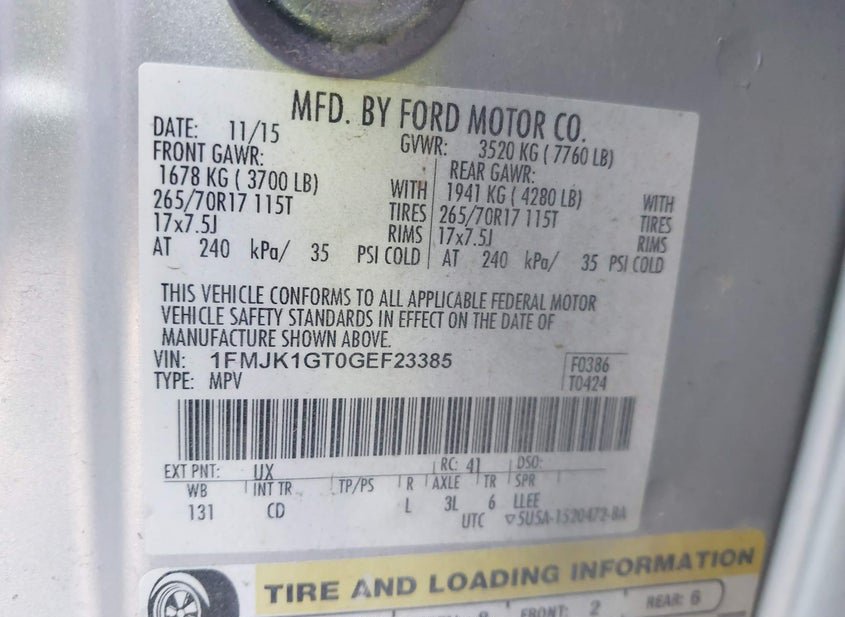 MFD. BY FORD MOTOR CO.
DATE: 11/15 GVWR: 3520 KG ( 7760 LB)
FRONT GAWR: REAR GAWR:
1678 KG ( 3700 LB) WITH 1941 KG ( 4280 LB) WITH
265/70R17 115T TIRES 265/70R17 115T TIRES
17x7.5J RIMS 17x7.5J RIMS
AT 240 kPa/ 35 PSI COLD AT 240 kPa/ 35 PSI COLD
THIS VEHICLE CONFORMS TO ALL APPLICABLE FEDERAL MOTOR
VEHICLE SAFETY STANDARDS IN EFFECT ON THE DATE OF
MANUFACTURE SHOWN ABOVE.
VIN: 1FMJK1GT0GEF23385 F0386
TYPE: MPV T0424
EXT PNT: UX RC: 41 DSO:
WB INT TR TP/PS R AXLE TR SPR
131 CD L 3L 6 LLEE
UTC ▽5U5A-1520472-BA
TIRE AND LOADING INFORMATION
FRONT: 2 REAR: 6